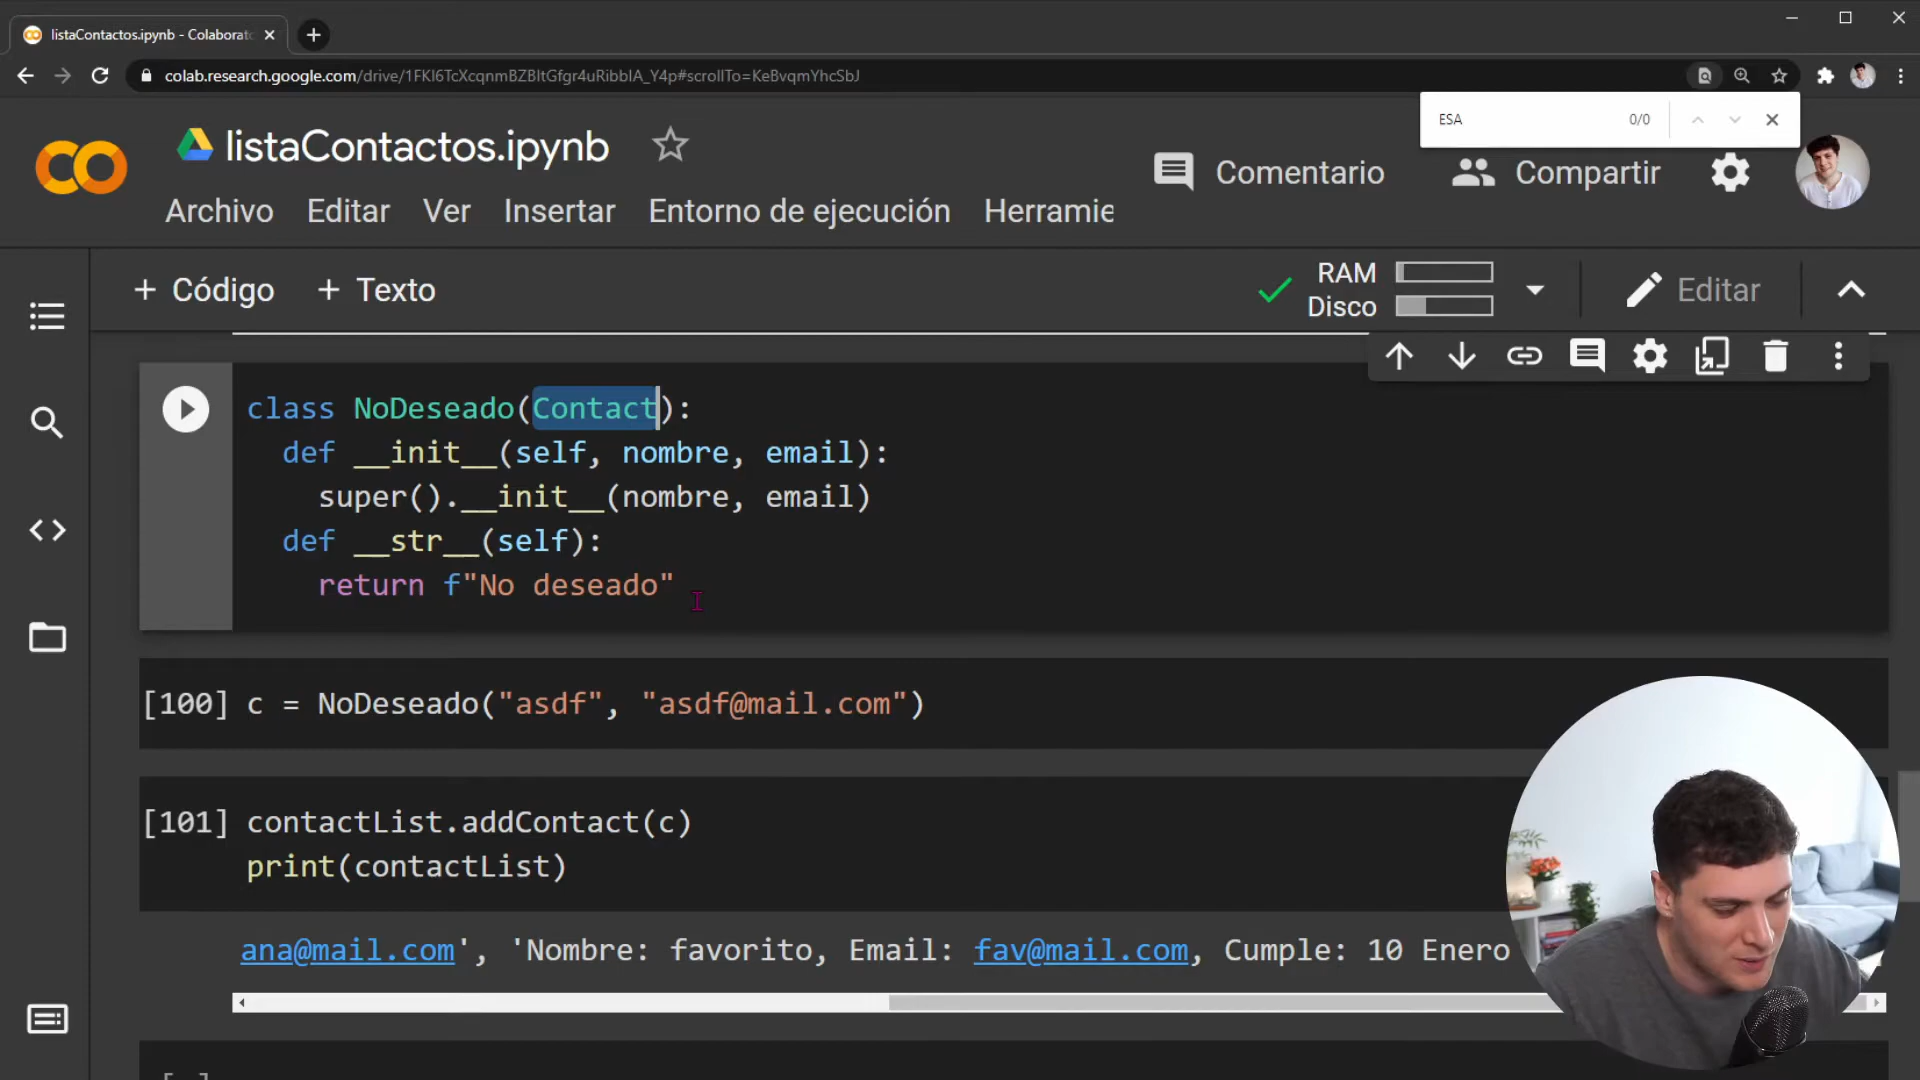 listaContactos.ipynb - Colaborato
colab.research.google.com/drive/1FKl6TcXcqnmBZBltGfgr4uRibbIA_Y4p#scrollTo=KeBvqmYhcSbJ
ESA 0/0
listaContactos.ipynb
Comentario Compartir
Archivo Editar Ver Insertar Entorno de ejecución Herramie
+ Código + Texto
RAM
Disco
Editar
class NoDeseado(Contact):
def __init__(self, nombre, email):
super().__init__(nombre, email)
def __str__(self):
return f"No deseado"
[100] c = NoDeseado("asdf", "asdf@mail.com")
[101] contactList.addContact(c)
print(contactList)
ana@mail.com', 'Nombre: favorito, Email: fav@mail.com, Cumple: 10 Enero